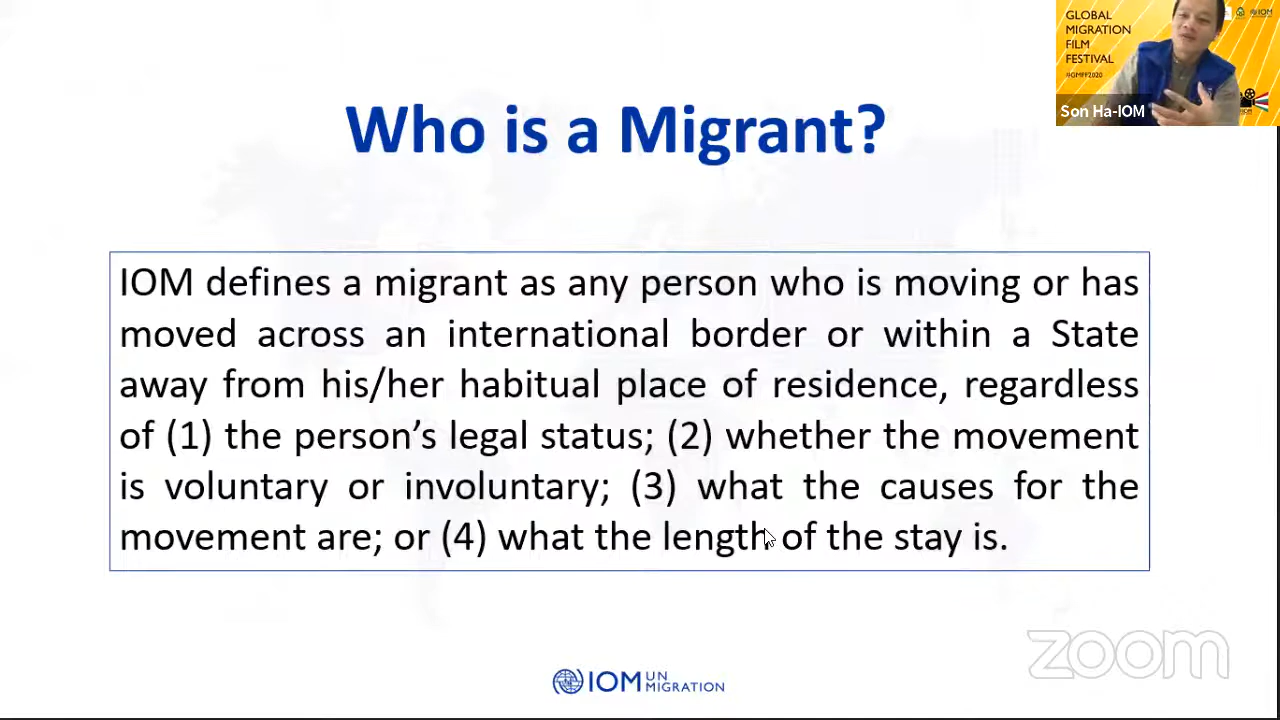 GLOBAL
MIGRATION
FILM
FESTIVAL
#GMFF2020
IOM
Son Ha-IOM
Who is a Migrant?
IOM defines a migrant as any person who is moving or has
moved across an international border or within a State
away from his/her habitual place of residence, regardless
of (1) the person’s legal status; (2) whether the movement
is voluntary or involuntary; (3) what the causes for the
movement are; or (4) what the length of the stay is.
zoom
IOM UN
MIGRATION